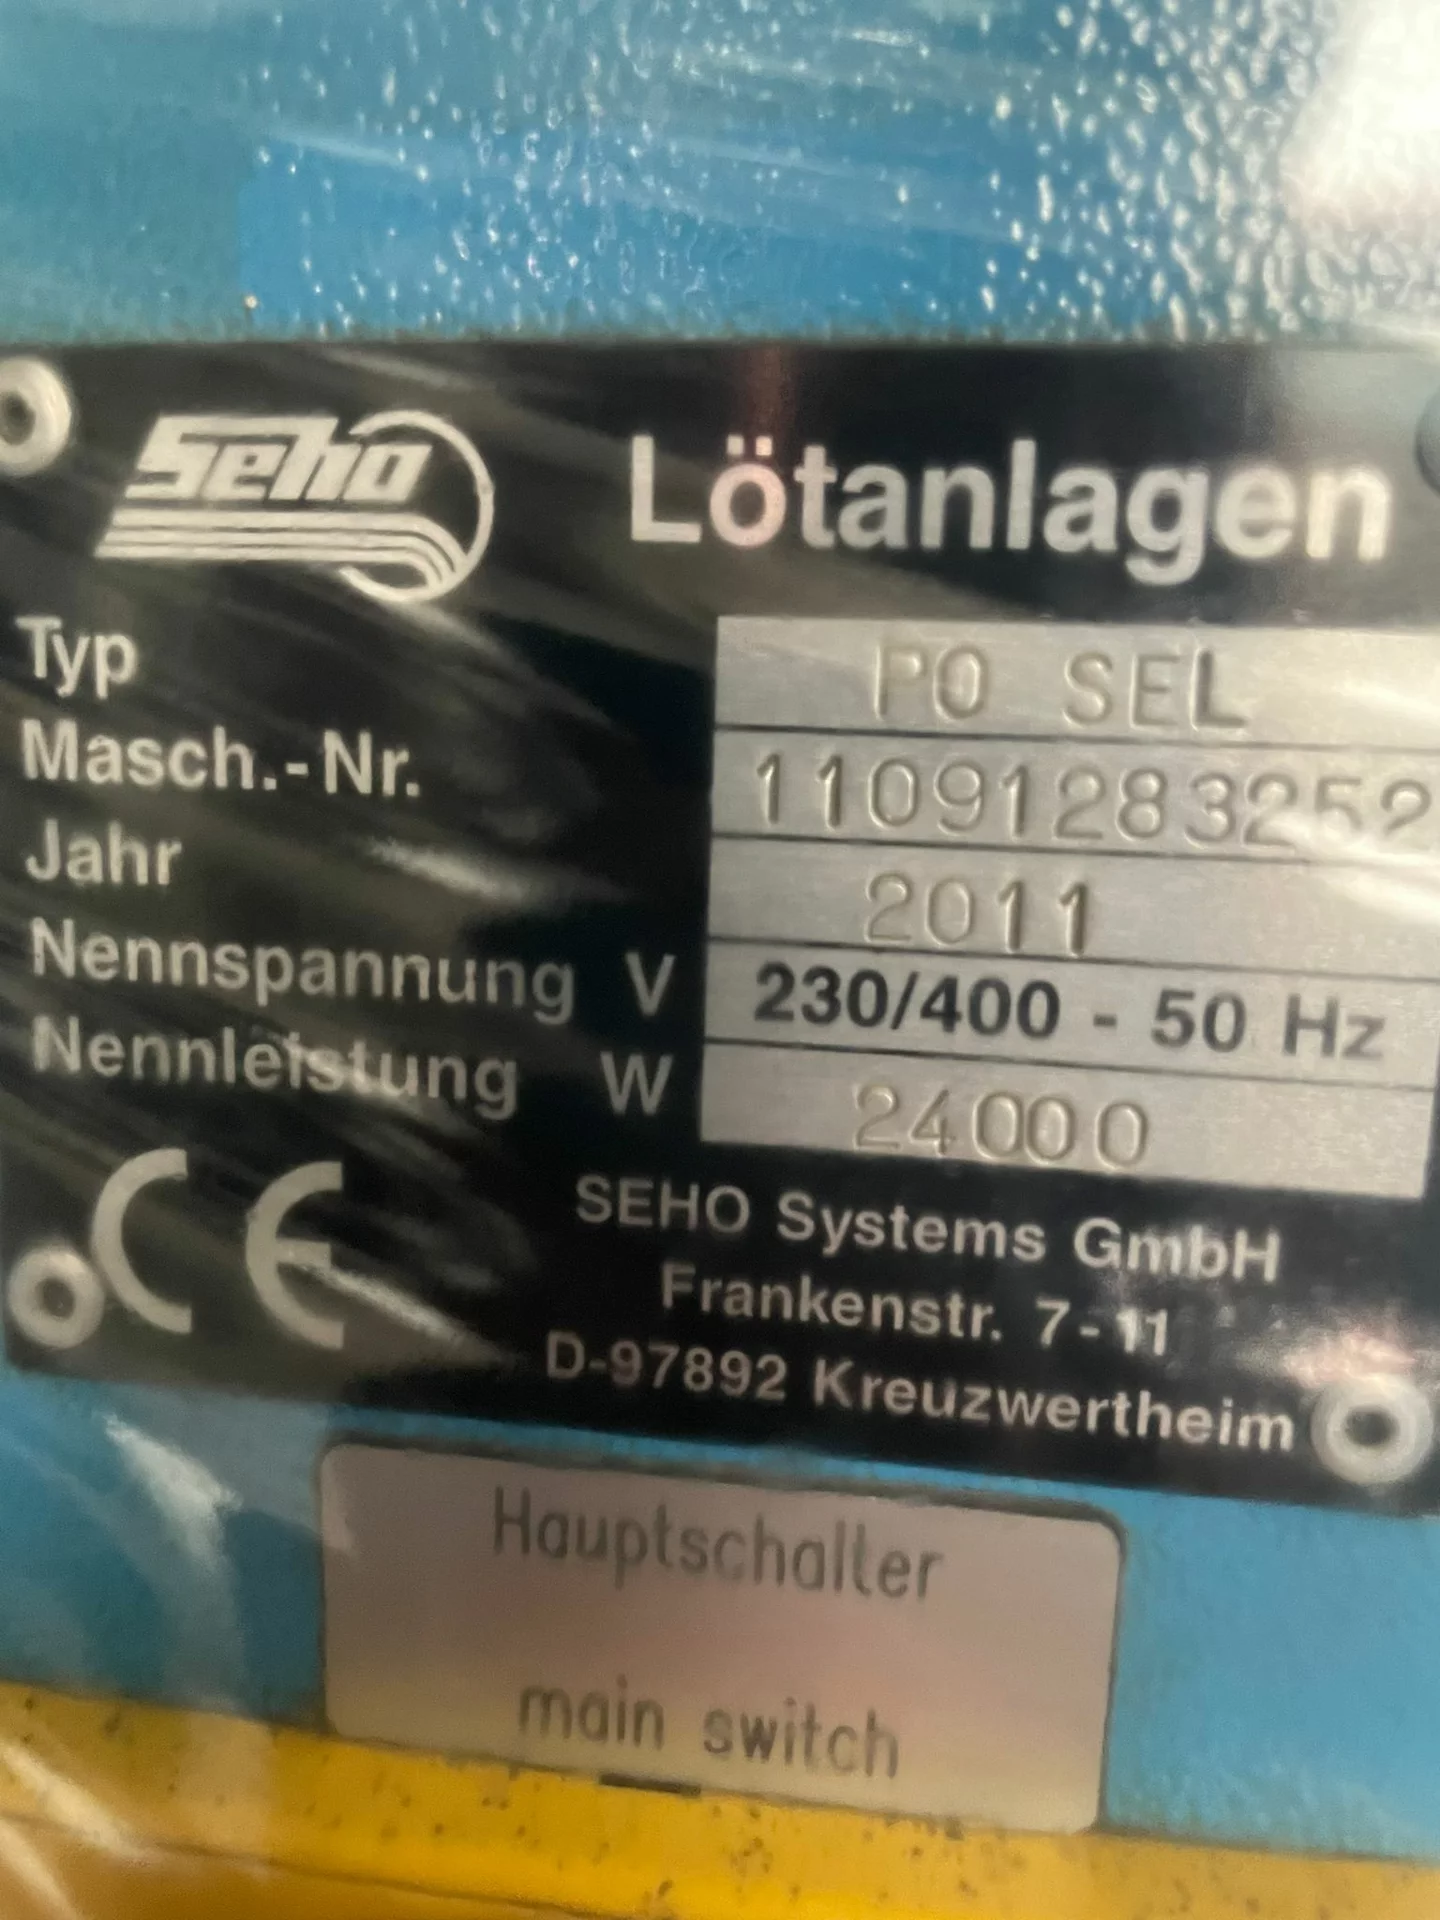 Seho Lötanlagen
Typ PO SEL
Masch.-Nr. 11091283252
Jahr 2011
Nennspannung V 230/400 - 50 Hz
Nennleistung W 24000
CE
SEHO Systems GmbH
Frankenstr. 7-11
D-97892 Kreuzwertheim
Hauptschalter
main switch